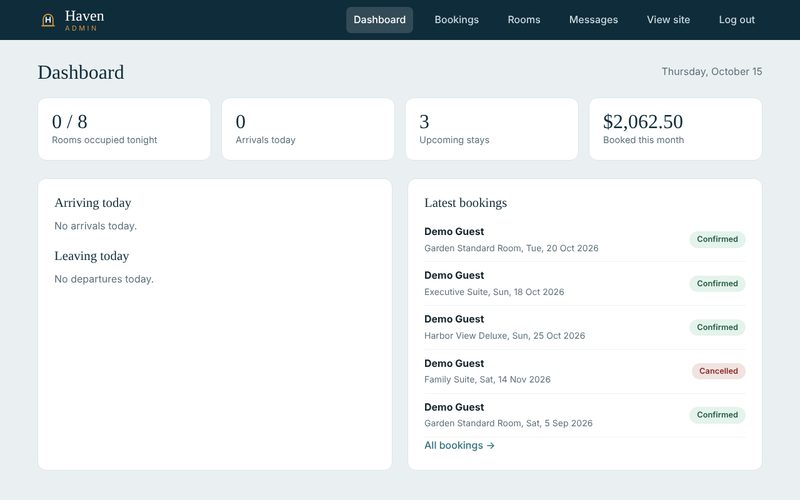 Haven
ADMIN
Dashboard
Bookings
Rooms
Messages
View site
Log out
Dashboard
Thursday, October 15
0 / 8
Rooms occupied tonight
0
Arrivals today
3
Upcoming stays
$2,062.50
Booked this month
Arriving today
No arrivals today.
Leaving today
No departures today.
Latest bookings
Demo Guest
Garden Standard Room, Tue, 20 Oct 2026
Confirmed
Demo Guest
Executive Suite, Sun, 18 Oct 2026
Confirmed
Demo Guest
Harbor View Deluxe, Sun, 25 Oct 2026
Confirmed
Demo Guest
Family Suite, Sat, 14 Nov 2026
Cancelled
Demo Guest
Garden Standard Room, Sat, 5 Sep 2026
Confirmed
All bookings →